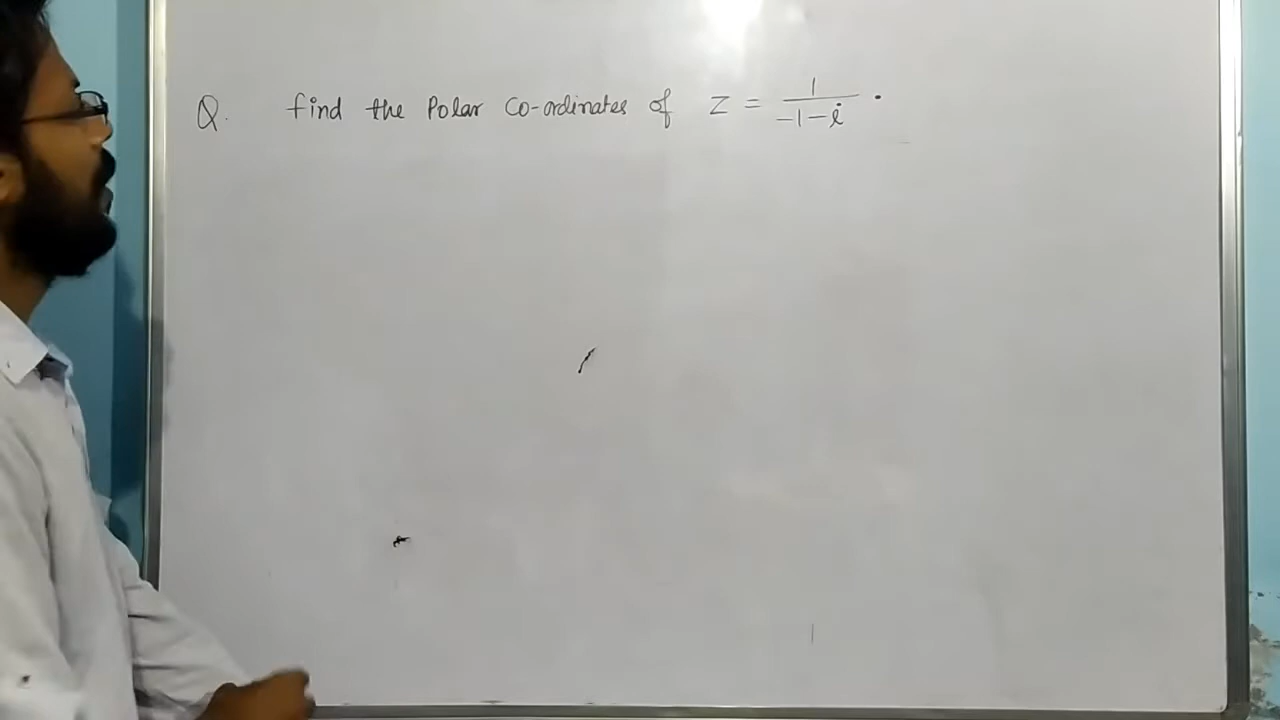 Q. find the Polar Co-ordinates of Z = 1/(-1-i).